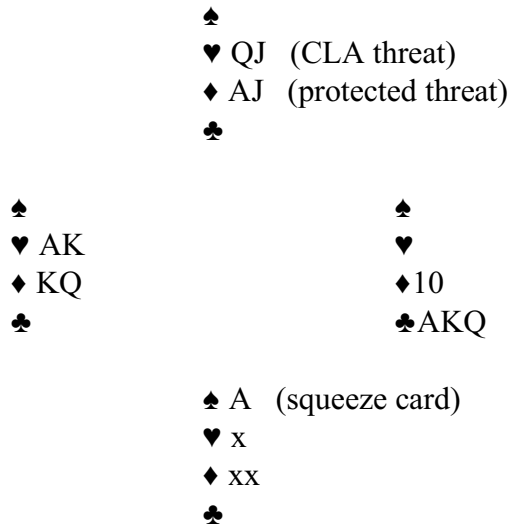 ♠
♥ QJ (CLA threat)
♦ AJ (protected threat)
♣
♠ ♠
♥ AK ♥
♦ KQ ♦10
♣ ♣AKQ
♠ A (squeeze card)
♥ x
♦ xx
♣